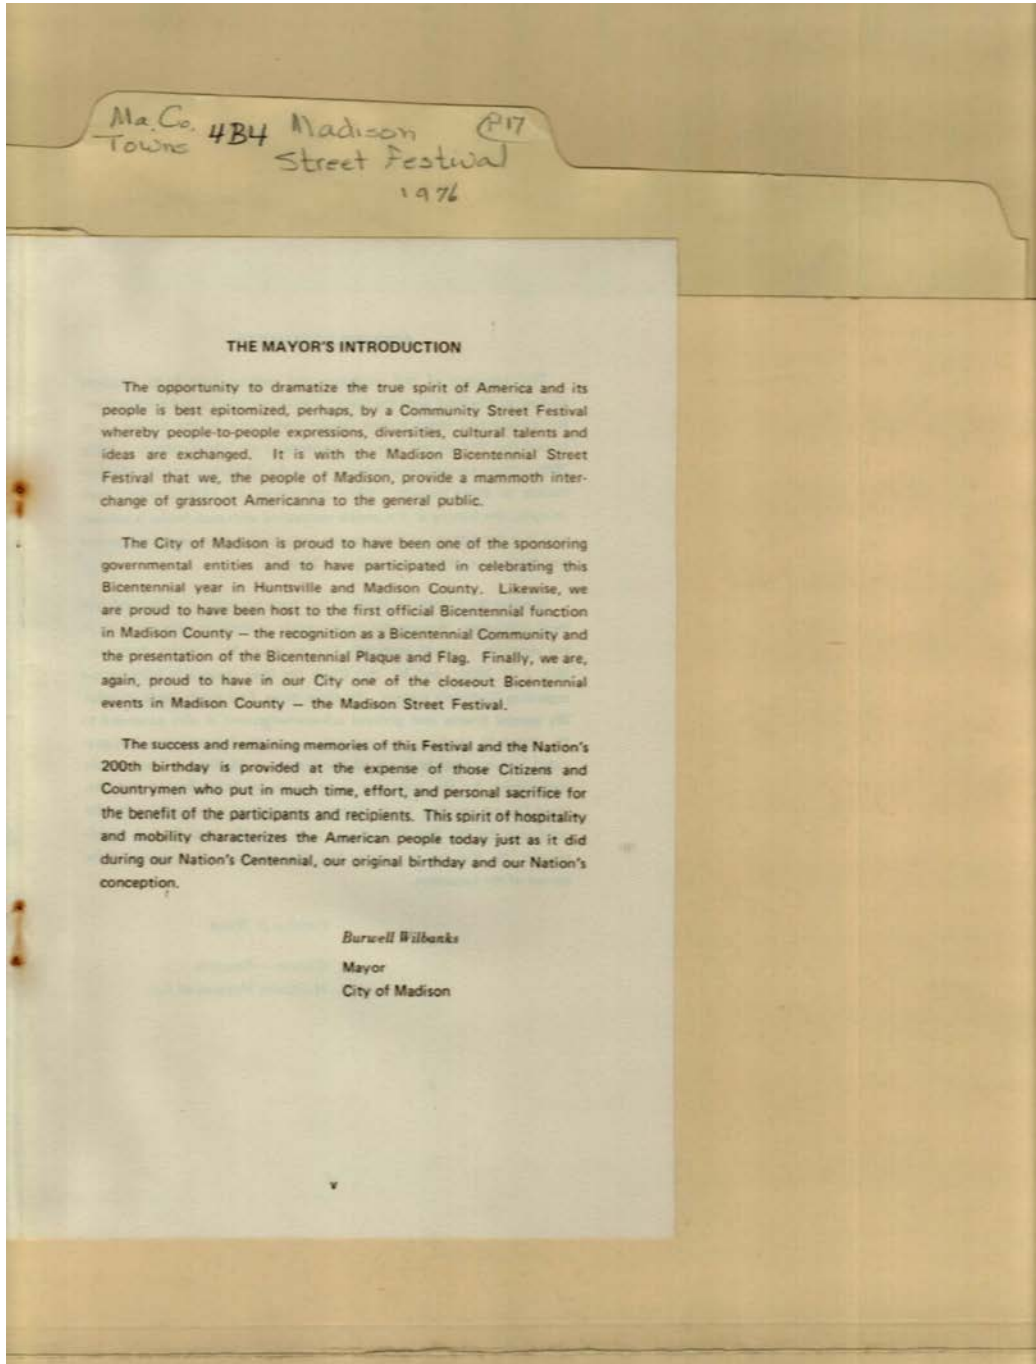 Ma. Co. 4B4 Madison P17
Towns Street Festival
1976
THE MAYOR'S INTRODUCTION
The opportunity to dramatize the true spirit of America and its
people is best epitomized, perhaps, by a Community Street Festival
whereby people-to-people expressions, diversities, cultural talents and
ideas are exchanged. It is with the Madison Bicentennial Street
Festival that we, the people of Madison, provide a mammoth inter-
change of grassroot Americanna to the general public.
The City of Madison is proud to have been one of the sponsoring
governmental entities and to have participated in celebrating this
Bicentennial year in Huntsville and Madison County. Likewise, we
are proud to have been host to the first official Bicentennial function
in Madison County — the recognition as a Bicentennial Community and
the presentation of the Bicentennial Plaque and Flag. Finally, we are,
again, proud to have in our City one of the closeout Bicentennial
events in Madison County — the Madison Street Festival.
The success and remaining memories of this Festival and the Nation's
200th birthday is provided at the expense of those Citizens and
Countrymen who put in much time, effort, and personal sacrifice for
the benefit of the participants and recipients. This spirit of hospitality
and mobility characterizes the American people today just as it did
during our Nation's Centennial, our original birthday and our Nation's
conception.
Burwell Wilbanks
Mayor
City of Madison
v